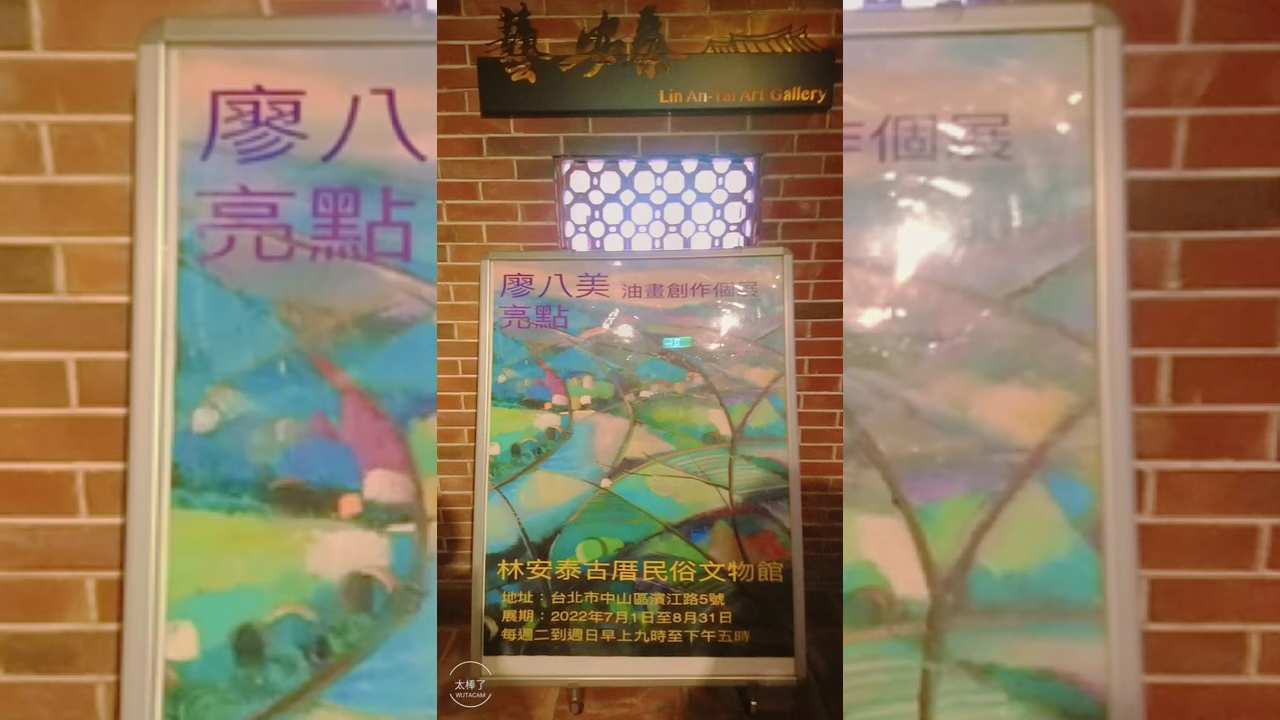 藝安泰
Lin An-Tai Art Gallery
廖八美 油畫創作個展
亮點
林安泰古厝民俗文物館
地址：台北市中山區濱江路5號
展期：2022年7月1日至8月31日
每週二到週日早上九時至下午五時
太棒了
WUTACAM
廖八
亮點
作個展